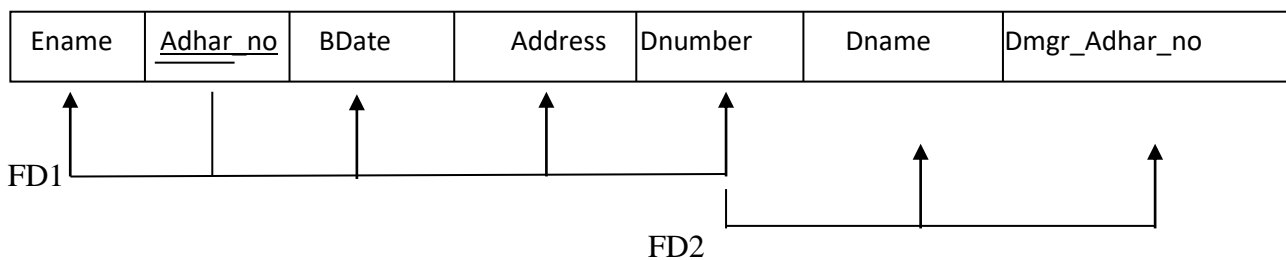 Ename Adhar_no BDate Address Dnumber Dname Dmgr_Adhar_no
FD1
FD2